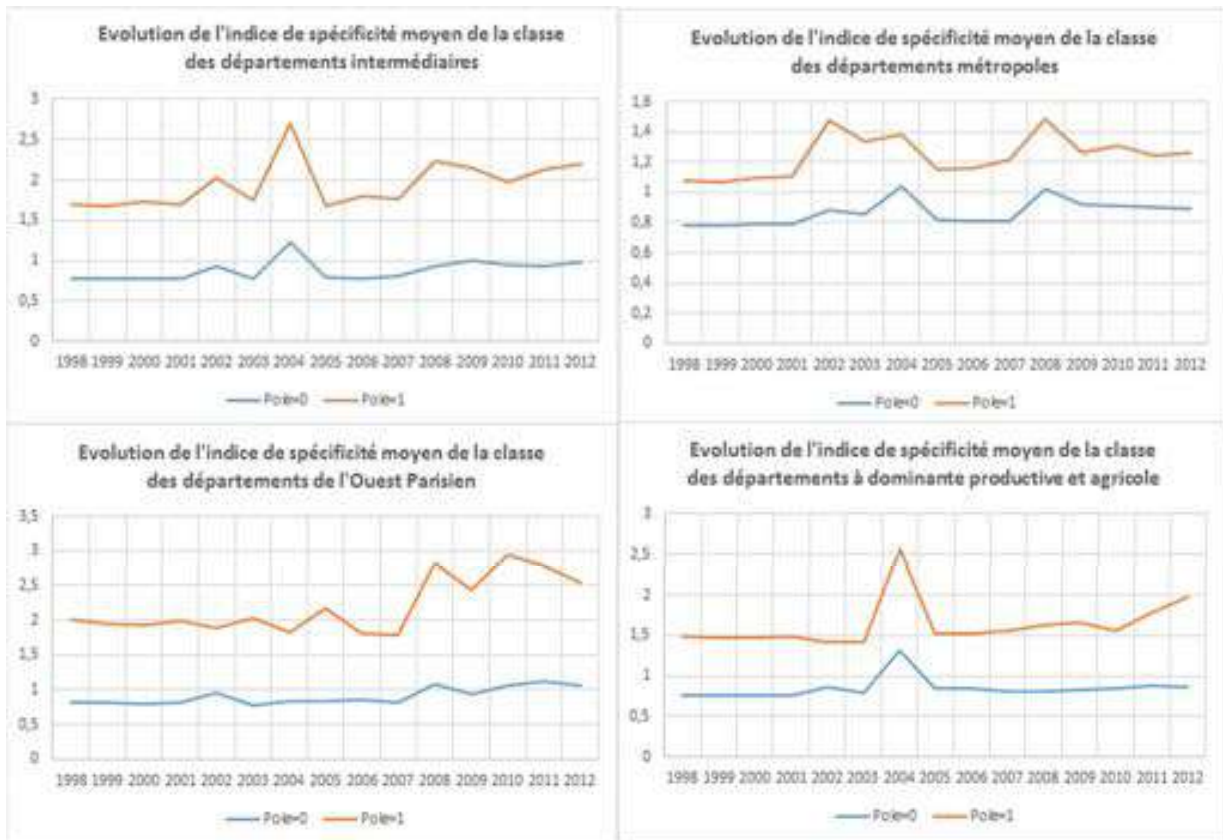 Evolution de l'indice de spécificité moyen de la classe
des départements intermédiaires
3
2,5
2
1,5
1
0,5
0
1998 1999 2000 2001 2002 2003 2004 2005 2006 2007 2008 2009 2010 2011 2012
Pole=0 Pole=1
Evolution de l'indice de spécificité moyen de la classe
des départements métropoles
1,6
1,4
1,2
1
0,8
0,6
0,4
0,2
0
1998 1999 2000 2001 2002 2003 2004 2005 2006 2007 2008 2009 2010 2011 2012
Pole=0 Pole=1
Evolution de l'indice de spécificité moyen de la classe
des départements de l'Ouest Parisien
3,5
3
2,5
2
1,5
1
0,5
0
1998 1999 2000 2001 2002 2003 2004 2005 2006 2007 2008 2009 2010 2011 2012
Pole=0 Pole=1
Evolution de l'indice de spécificité moyen de la classe
des départements à dominante productive et agricole
3
2,5
2
1,5
1
0,5
0
1998 1999 2000 2001 2002 2003 2004 2005 2006 2007 2008 2009 2010 2011 2012
Pole=0 Pole=1